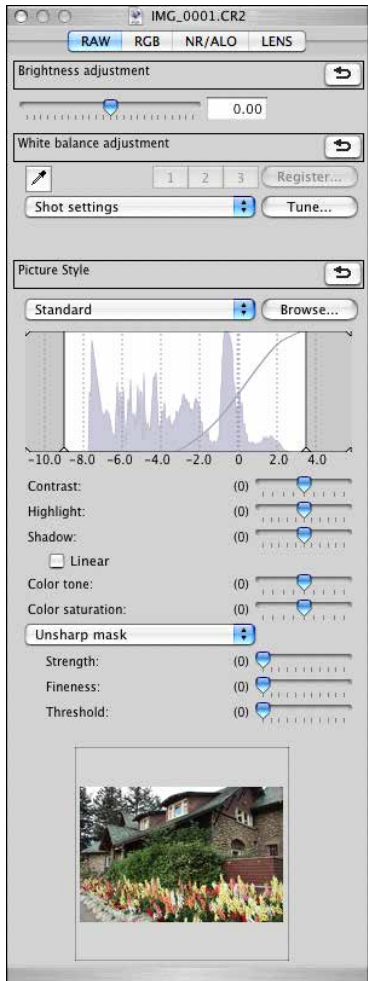 IMG_0001.CR2
RAW RGB NR/ALO LENS
Brightness adjustment
0.00
White balance adjustment
1 2 3 Register...
Shot settings Tune...
Picture Style
Standard Browse...
-10.0 -8.0 -6.0 -4.0 -2.0 0 2.0 4.0
Contrast: (0)
Highlight: (0)
Shadow: (0)
Linear
Color tone: (0)
Color saturation: (0)
Unsharp mask
Strength: (0)
Fineness: (0)
Threshold: (0)